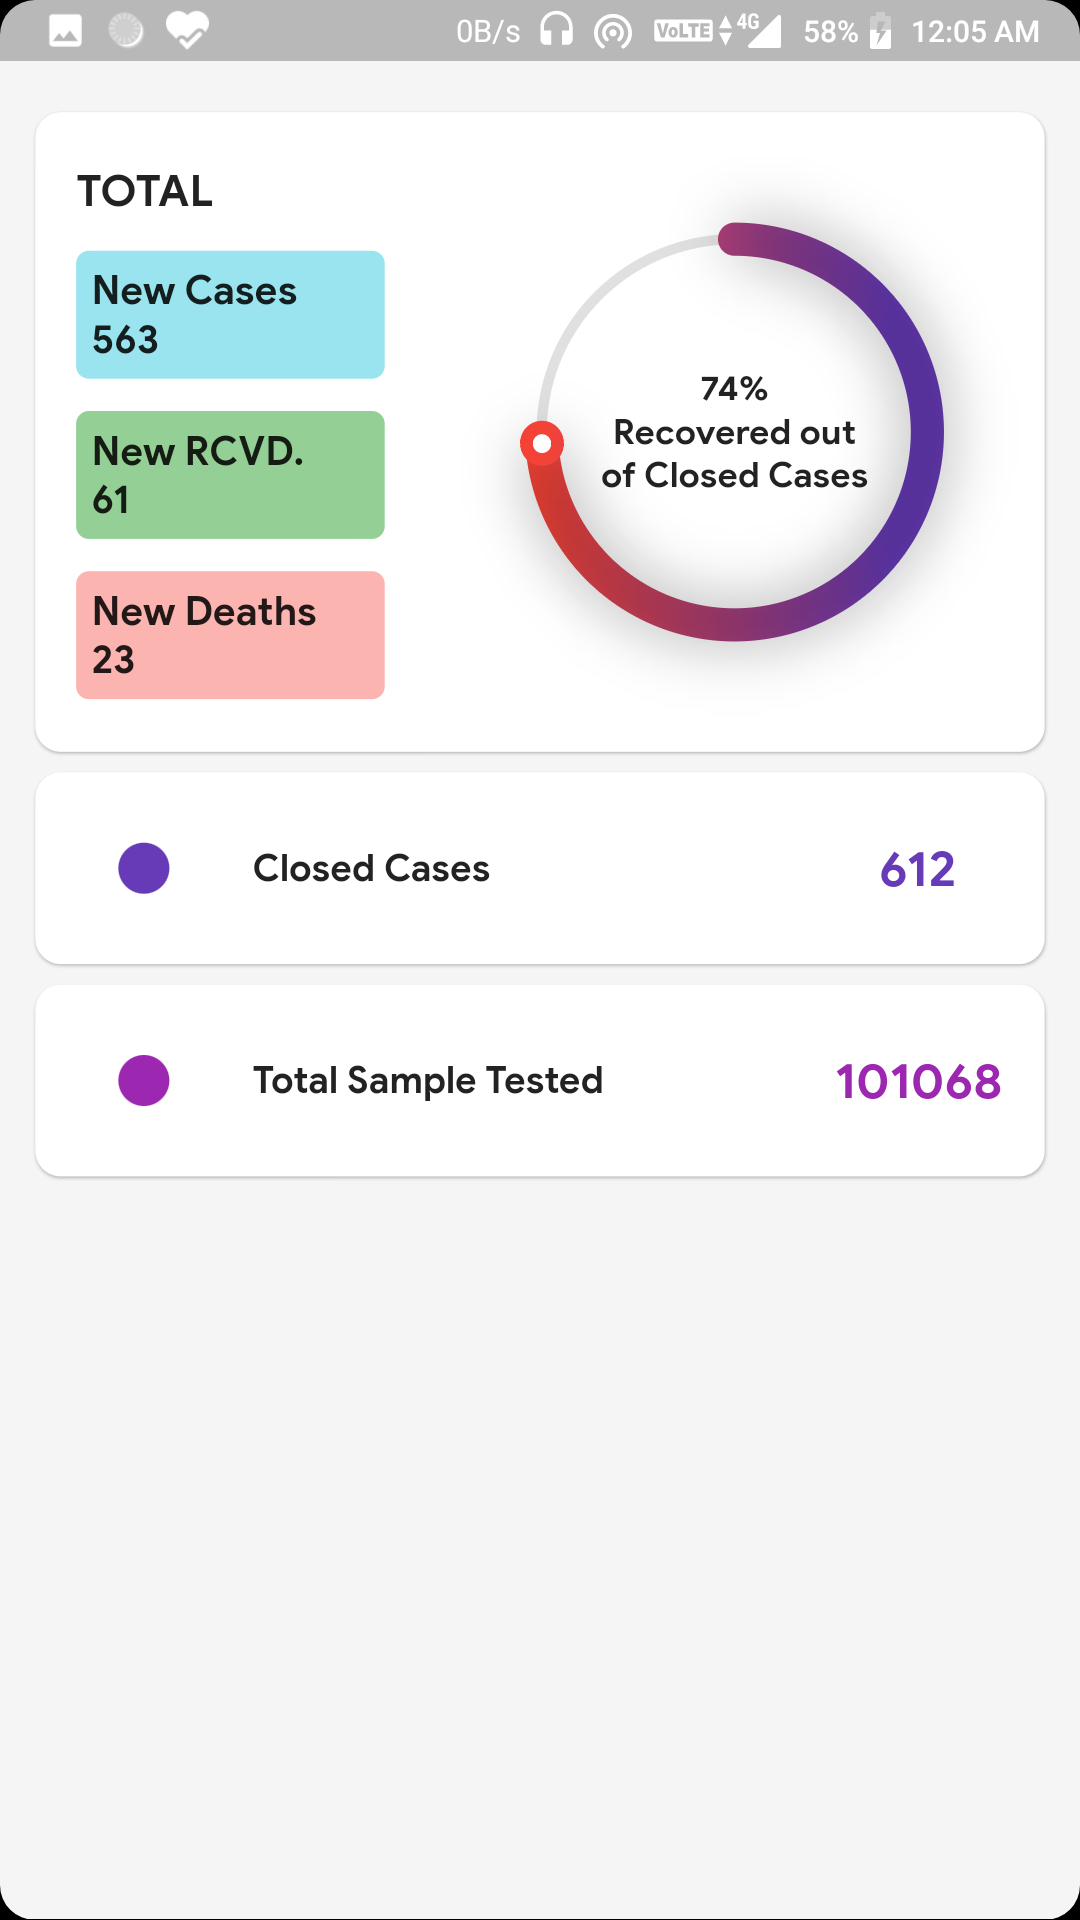 0B/s VoLTE 4G 58% 12:05 AM
TOTAL
New Cases
563
New RCVD.
61
New Deaths
23
74%
Recovered out
of Closed Cases
Closed Cases 612
Total Sample Tested 101068